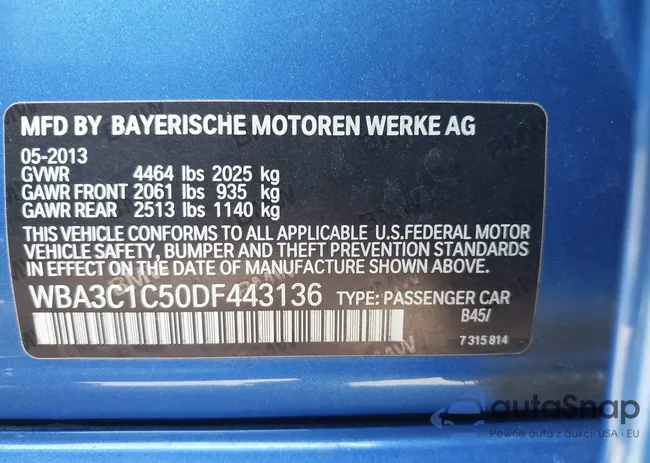 MFD BY BAYERISCHE MOTOREN WERKE AG
05-2013
GVWR 4464 lbs 2025 kg
GAWR FRONT 2061 lbs 935 kg
GAWR REAR 2513 lbs 1140 kg
THIS VEHICLE CONFORMS TO ALL APPLICABLE U.S.FEDERAL MOTOR
VEHICLE SAFETY, BUMPER AND THEFT PREVENTION STANDARDS
IN EFFECT ON THE DATE OF MANUFACTURE SHOWN ABOVE.
WBA3C1C50DF443136 TYPE: PASSENGER CAR
B45/
7 315 814
autoSnap
Pewne auta z aukcji USA i EU